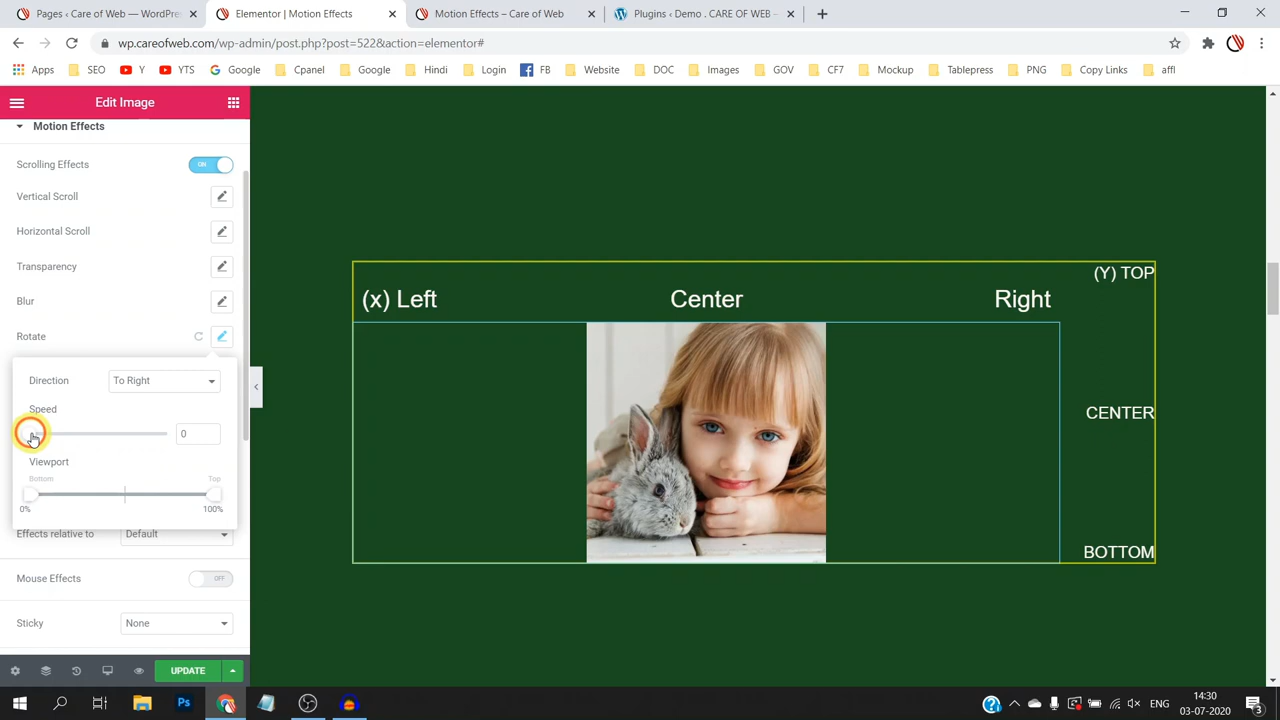 Pages ‹ Care of Web — WordPre
Elementor | Motion Effects
Motion Effects – Care of Web
Plugins ‹ Demo . CARE OF WEB –
wp.careofweb.com/wp-admin/post.php?post=522&action=elementor#
Apps SEO Y YTS Google Cpanel Google Hindi Login FB Website DOC Images GOV CF7 Mockup Tablepress PNG Copy Links affl
Edit Image
Motion Effects
Scrolling Effects ON
Vertical Scroll
Horizontal Scroll
Transparency
Blur
Rotate
Direction To Right
Speed
0
Viewport
Bottom Top
0% 100%
Effects relative to Default
Mouse Effects OFF
Sticky None
UPDATE
(Y) TOP
(x) Left Center Right
CENTER
BOTTOM
Ps
ENG
14:30
03-07-2020
3